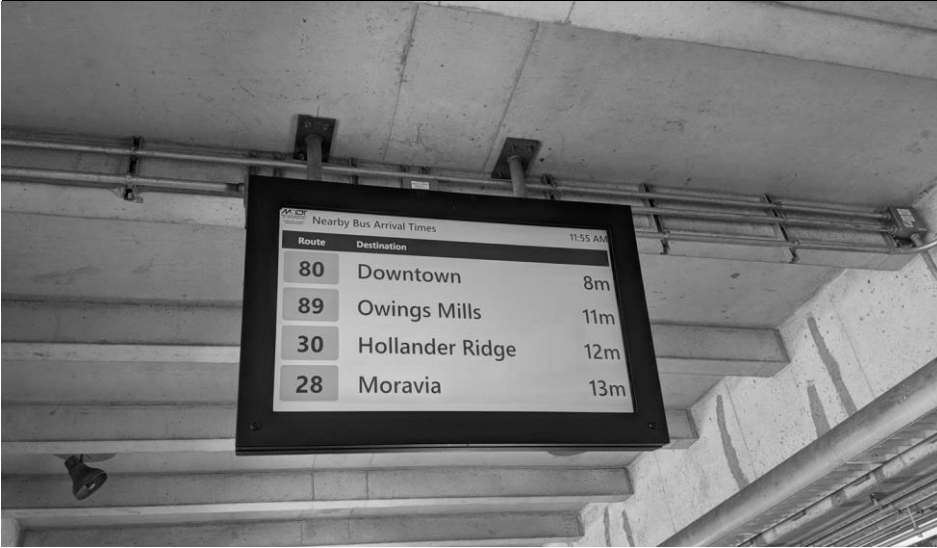 MDOT
Nearby Bus Arrival Times 11:55 AM
Route Destination
80 Downtown 8m
89 Owings Mills 11m
30 Hollander Ridge 12m
28 Moravia 13m